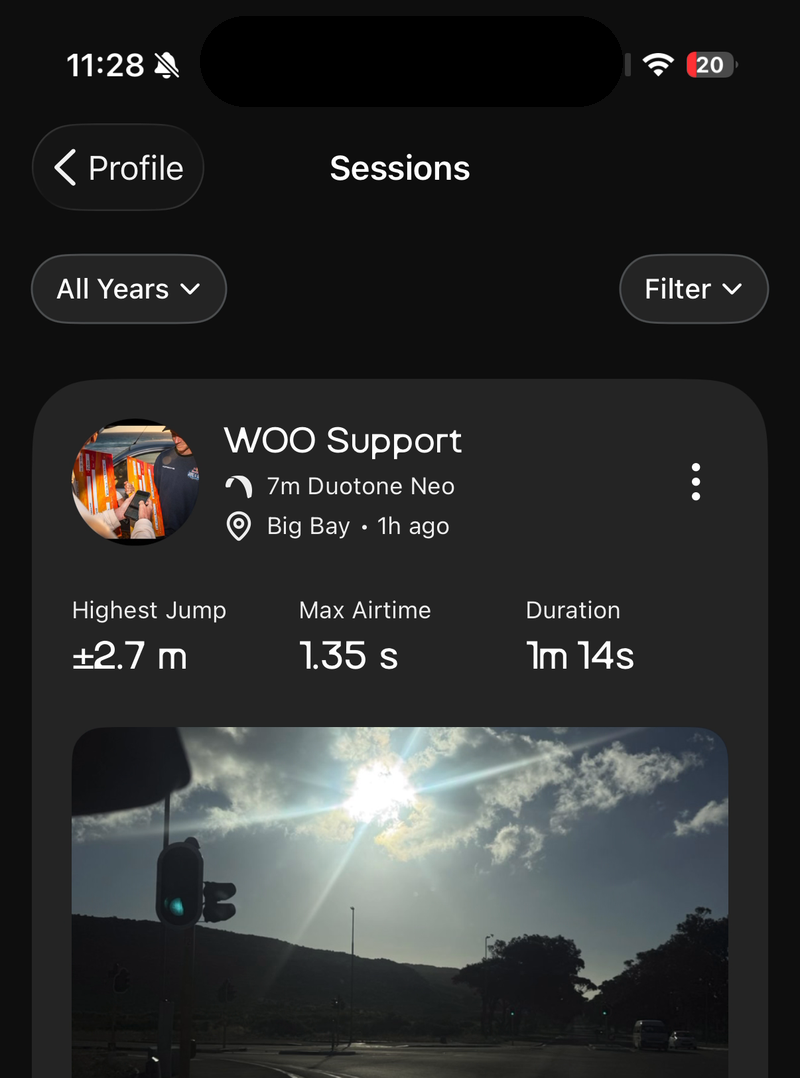 11:28
20
Profile
Sessions
All Years
Filter
WOO Support
7m Duotone Neo
Big Bay • 1h ago
Highest Jump
Max Airtime
Duration
±2.7 m
1.35 s
1m 14s